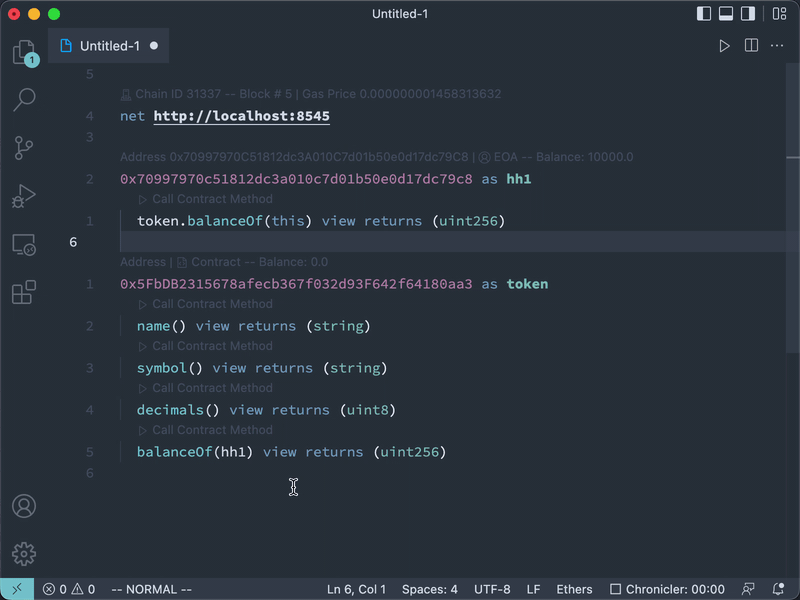 Untitled-1
Untitled-1
1
5
Chain ID 31337 -- Block # 5 | Gas Price 0.000000001458313632
4 net http://localhost:8545
3
Address 0x70997970C51812dc3A010C7d01b50e0d17dc79C8 | EOA -- Balance: 10000.0
2 0x70997970c51812dc3a010c7d01b50e0d17dc79c8 as hh1
Call Contract Method
1 token.balanceOf(this) view returns (uint256)
6
Address | Contract -- Balance: 0.0
1 0x5FbDB2315678afecb367f032d93F642f64180aa3 as token
Call Contract Method
2 name() view returns (string)
Call Contract Method
3 symbol() view returns (string)
Call Contract Method
4 decimals() view returns (uint8)
Call Contract Method
5 balanceOf(hh1) view returns (uint256)
6
0 0 -- NORMAL -- Ln 6, Col 1 Spaces: 4 UTF-8 LF Ethers Chronicler: 00:00